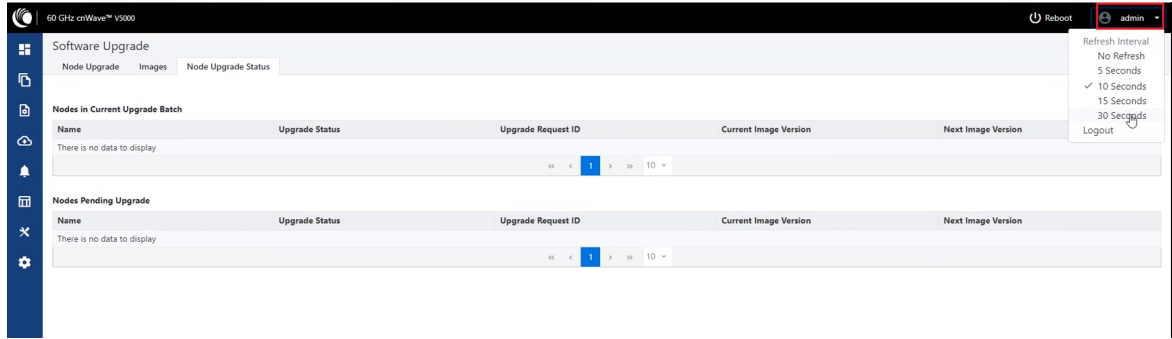 60 GHz cnWave™ V5000 Reboot admin
Software Upgrade
Refresh Interval
No Refresh
5 Seconds
10 Seconds
15 Seconds
30 Seconds
Logout
Node Upgrade Images Node Upgrade Status
Nodes in Current Upgrade Batch
Name Upgrade Status Upgrade Request ID Current Image Version Next Image Version
There is no data to display
« ‹ 1 › » 10
Nodes Pending Upgrade
Name Upgrade Status Upgrade Request ID Current Image Version Next Image Version
There is no data to display
« ‹ 1 › » 10